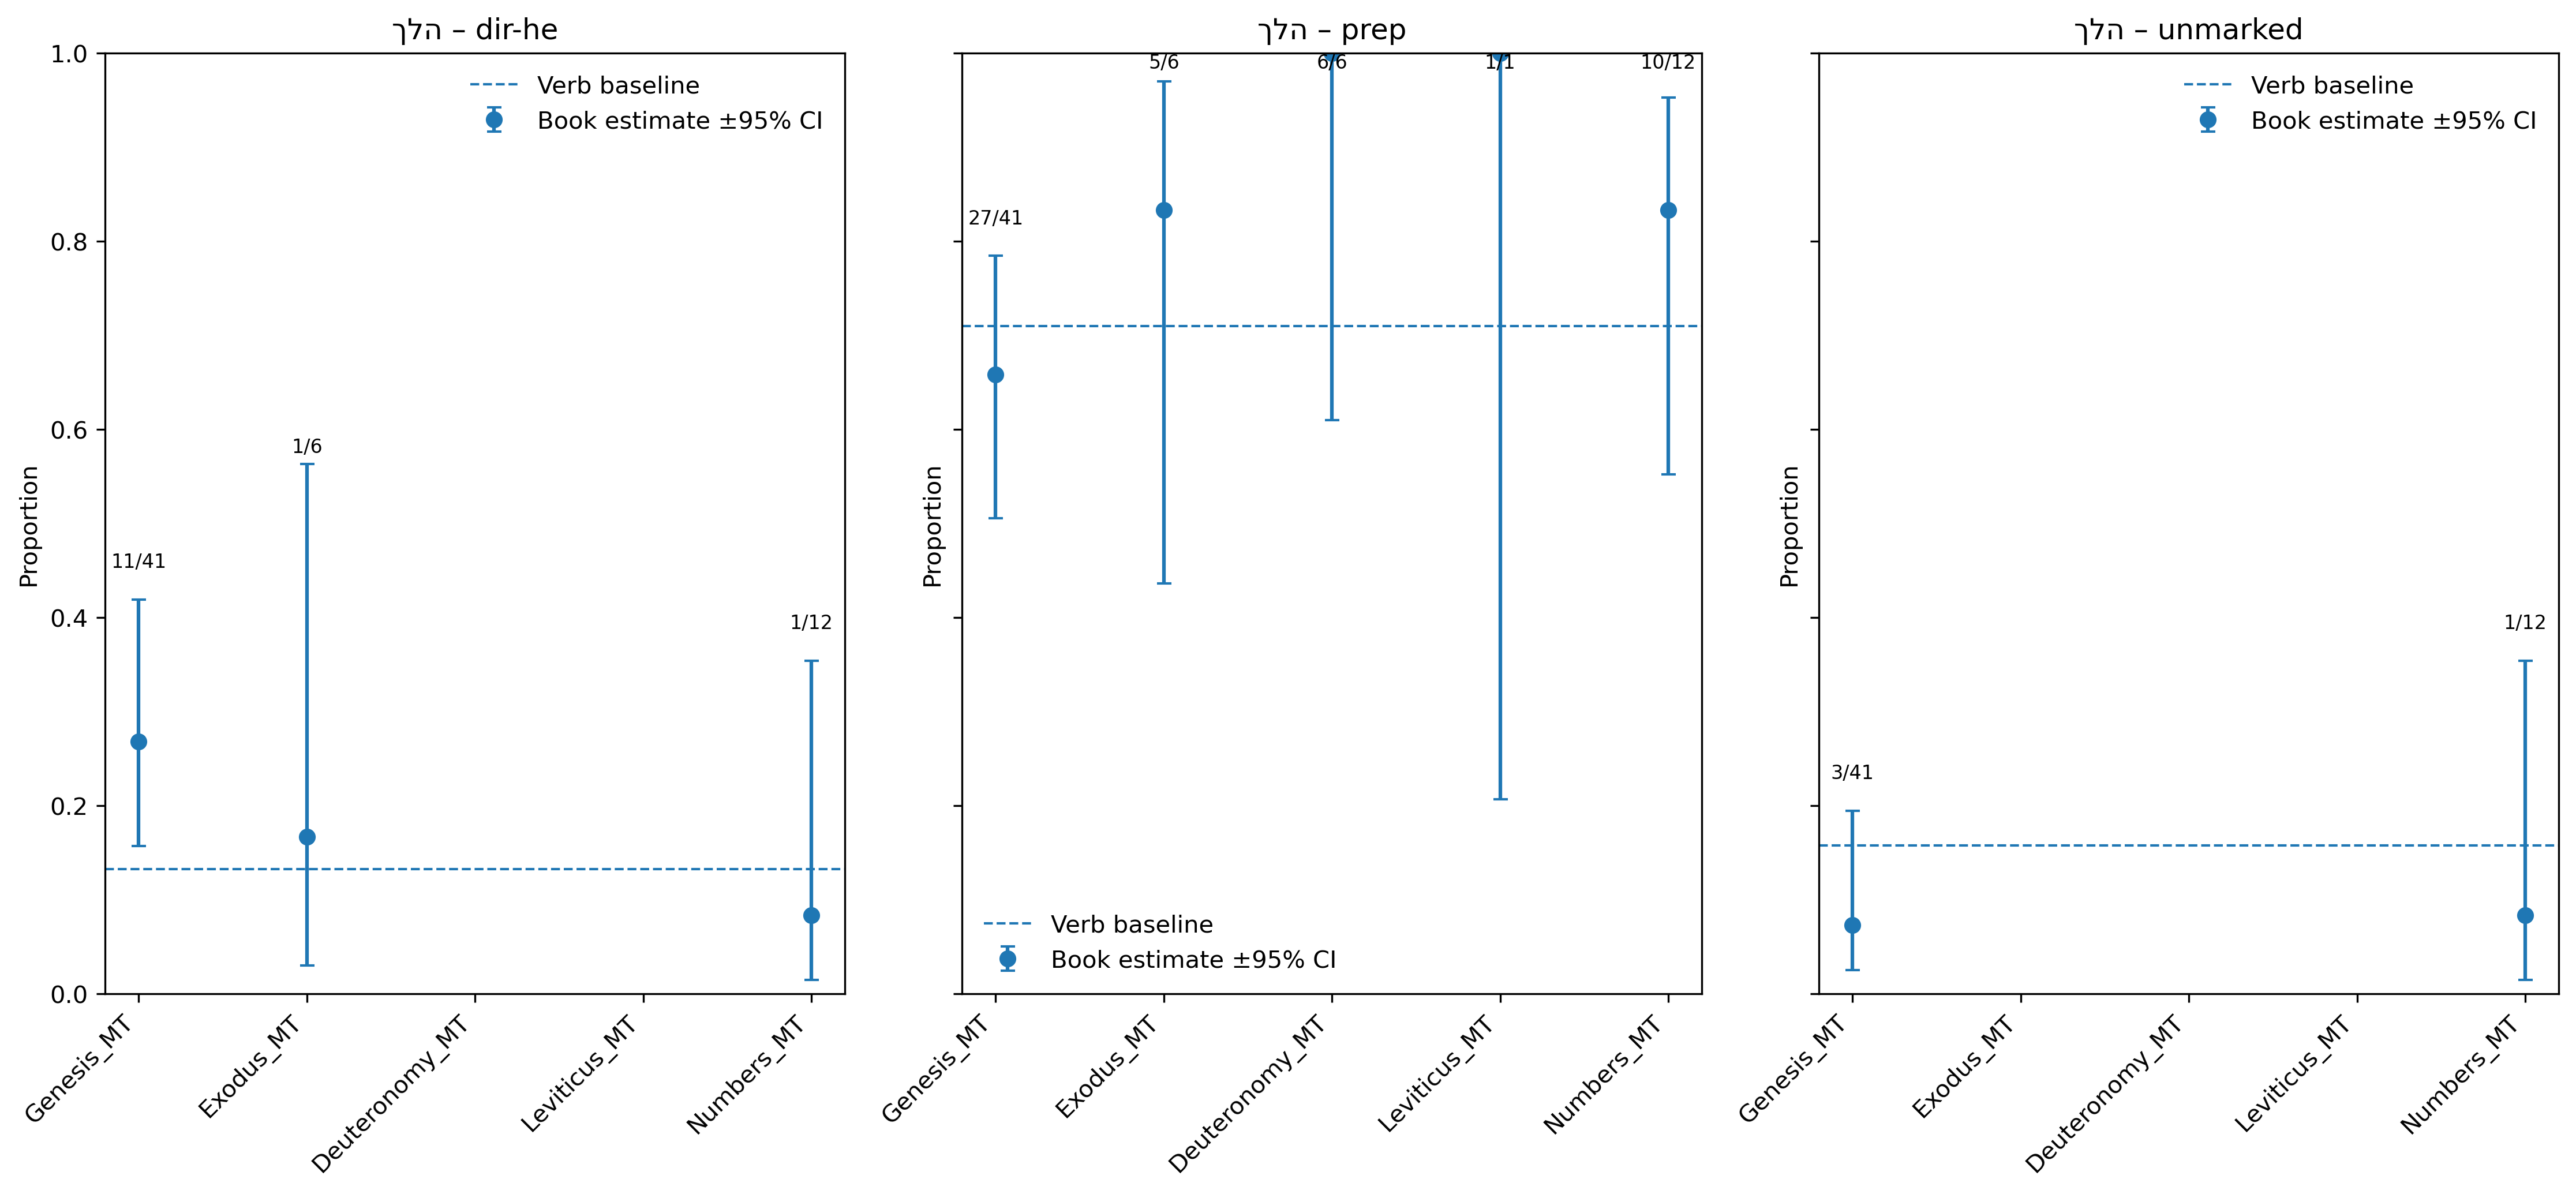 הלך – dir-he
Verb baseline
Book estimate ±95% CI
Proportion
1.0
0.8
0.6
0.4
0.2
0.0
11/41
1/6
1/12
Genesis_MT
Exodus_MT
Deuteronomy_MT
Leviticus_MT
Numbers_MT
הלך – prep
27/41
5/6
6/6
1/1
10/12
Proportion
Verb baseline
Book estimate ±95% CI
Genesis_MT
Exodus_MT
Deuteronomy_MT
Leviticus_MT
Numbers_MT
הלך – unmarked
Verb baseline
Book estimate ±95% CI
Proportion
3/41
1/12
Genesis_MT
Exodus_MT
Deuteronomy_MT
Leviticus_MT
Numbers_MT